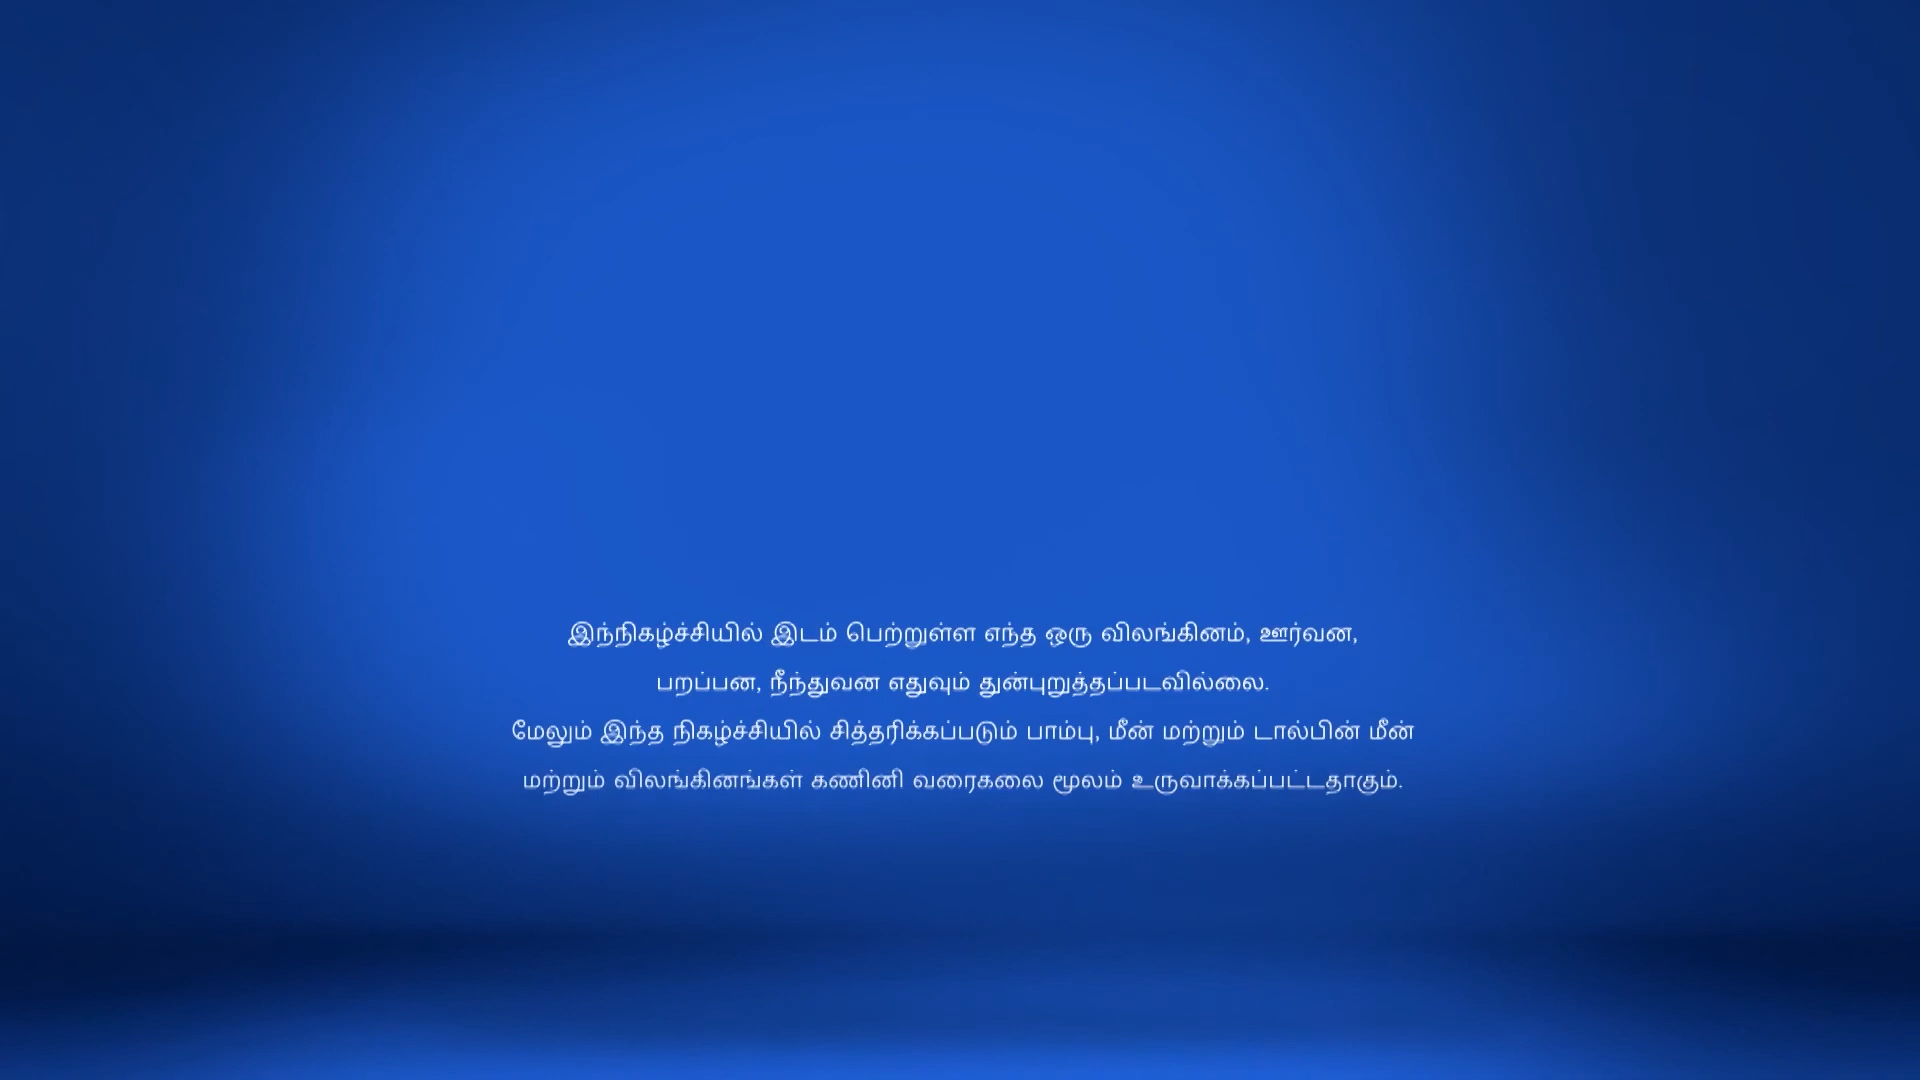 இந்நிகழ்ச்சியில் இடம் பெற்றுள்ள எந்த ஒரு விலங்கினம், ஊர்வன,
பறப்பன, நீந்துவன எதுவும் துன்புறுத்தப்படவில்லை.
மேலும் இந்த நிகழ்ச்சியில் சித்தரிக்கப்படும் பாம்பு, மீன் மற்றும் டால்பின் மீன்
மற்றும் விலங்கினங்கள் கணினி வரைகலை மூலம் உருவாக்கப்பட்டதாகும்.